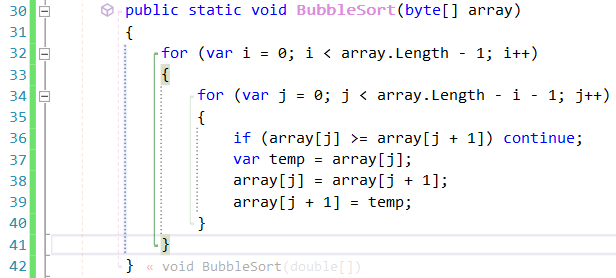 30 public static void BubbleSort(byte[] array)
31 {
32 for (var i = 0; i < array.Length - 1; i++)
33 {
34 for (var j = 0; j < array.Length - i - 1; j++)
35 {
36 if (array[j] >= array[j + 1]) continue;
37 var temp = array[j];
38 array[j] = array[j + 1];
39 array[j + 1] = temp;
40 }
41 }
42 } « void BubbleSort(double[])